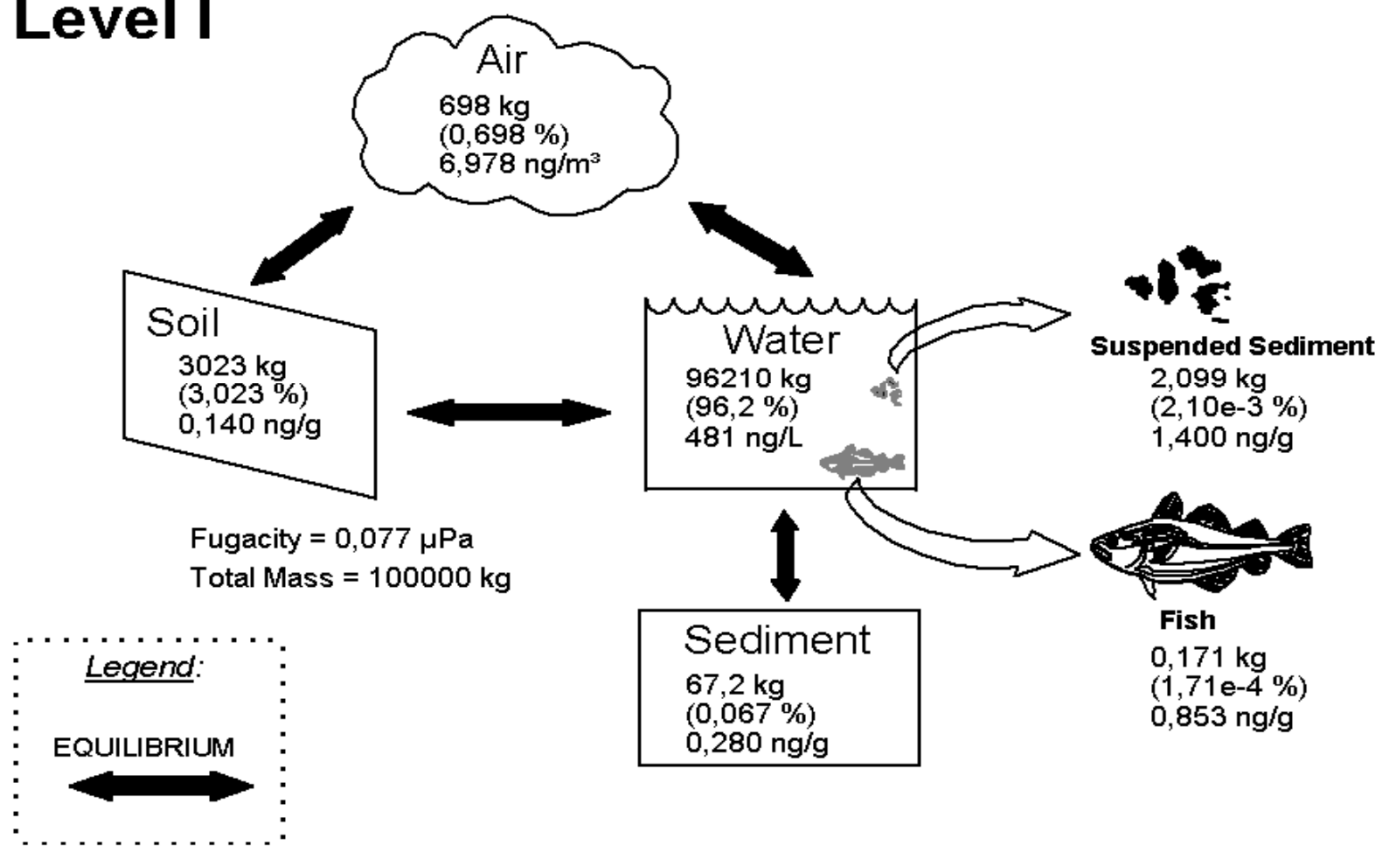 Level I
Air
698 kg
(0,698 %)
6,978 ng/m³
Soil
3023 kg
(3,023 %)
0,140 ng/g
Water
96210 kg
(96,2 %)
481 ng/L
Suspended Sediment
2,099 kg
(2,10e-3 %)
1,400 ng/g
Fugacity = 0,077 µPa
Total Mass = 100000 kg
Sediment
67,2 kg
(0,067 %)
0,280 ng/g
Fish
0,171 kg
(1,71e-4 %)
0,853 ng/g
Legend:
EQUILIBRIUM